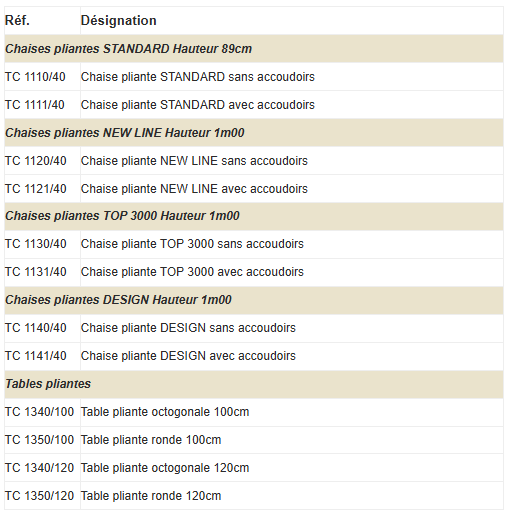 Réf. Désignation
Chaises pliantes STANDARD Hauteur 89cm
TC 1110/40 Chaise pliante STANDARD sans accoudoirs
TC 1111/40 Chaise pliante STANDARD avec accoudoirs
Chaises pliantes NEW LINE Hauteur 1m00
TC 1120/40 Chaise pliante NEW LINE sans accoudoirs
TC 1121/40 Chaise pliante NEW LINE avec accoudoirs
Chaises pliantes TOP 3000 Hauteur 1m00
TC 1130/40 Chaise pliante TOP 3000 sans accoudoirs
TC 1131/40 Chaise pliante TOP 3000 avec accoudoirs
Chaises pliantes DESIGN Hauteur 1m00
TC 1140/40 Chaise pliante DESIGN sans accoudoirs
TC 1141/40 Chaise pliante DESIGN avec accoudoirs
Tables pliantes
TC 1340/100 Table pliante octogonale 100cm
TC 1350/100 Table pliante ronde 100cm
TC 1340/120 Table pliante octogonale 120cm
TC 1350/120 Table pliante ronde 120cm